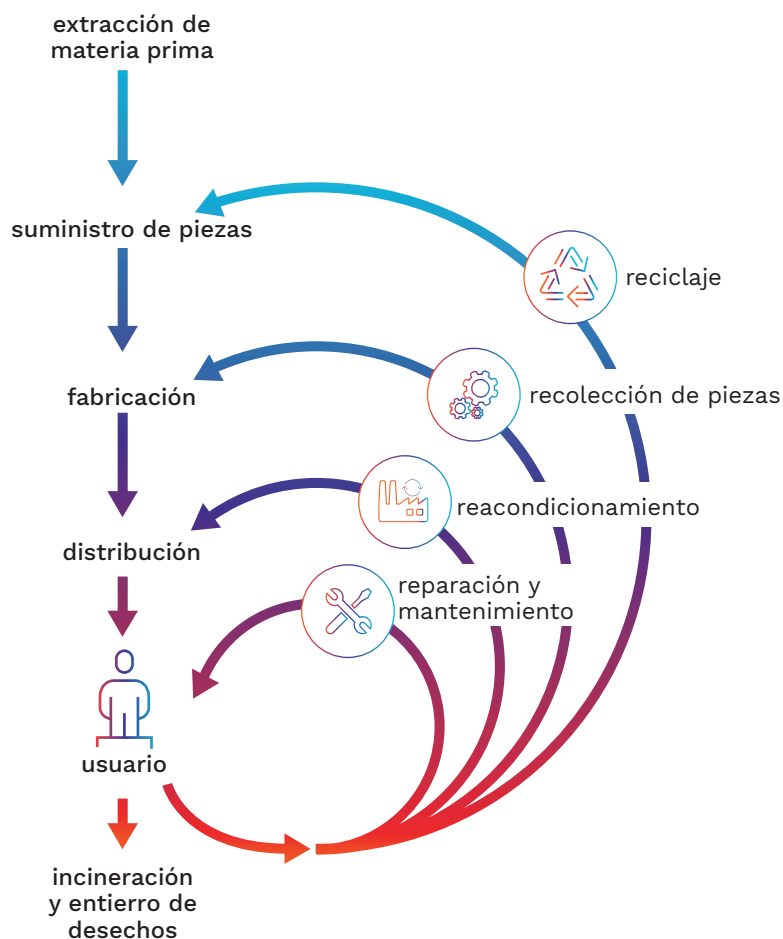 extracción de
materia prima
suministro de piezas
reciclaje
fabricación
recolección de piezas
reacondicionamiento
distribución
reparación y
mantenimiento
usuario
incineración
y entierro de
desechos